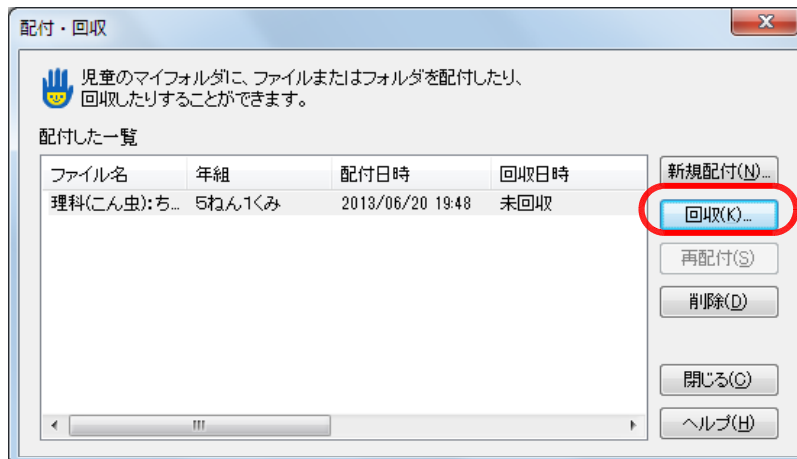 配付・回収
児童のマイフォルダに、ファイルまたはフォルダを配付したり、
回収したりすることができます。
配付した一覧
ファイル名 年組 配付日時 回収日時
理科(こん虫):ち... 5ねん1くみ 2013/06/20 19:48 未回収
新規配付(N)...
回収(K)...
再配付(S)
削除(D)
閉じる(C)
ヘルプ(H)